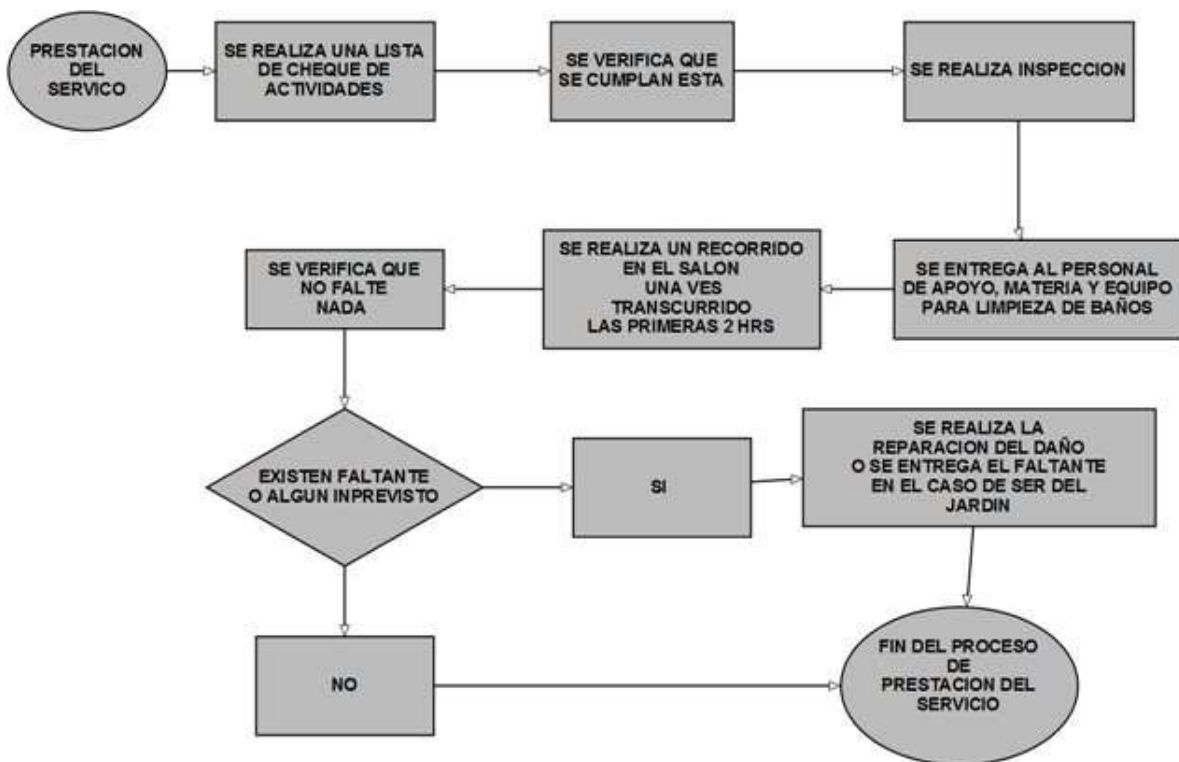 PRESTACION
DEL
SERVICO
SE REALIZA UNA LISTA
DE CHEQUE DE
ACTIVIDADES
SE VERIFICA QUE
SE CUMPLAN ESTA
SE REALIZA INSPECCION
SE ENTREGA AL PERSONAL
DE APOYO, MATERIA Y EQUIPO
PARA LIMPIEZA DE BAÑOS
SE REALIZA UN RECORRIDO
EN EL SALON
UNA VES
TRANSCURRIDO
LAS PRIMERAS 2 HRS
SE VERIFICA QUE
NO FALTE
NADA
EXISTEN FALTANTE
O ALGUN INPREVISTO
SI
SE REALIZA LA
REPARACION DEL DAÑO
O SE ENTREGA EL FALTANTE
EN EL CASO DE SER DEL
JARDIN
NO
FIN DEL PROCESO
DE
PRESTACION DEL
SERVICIO